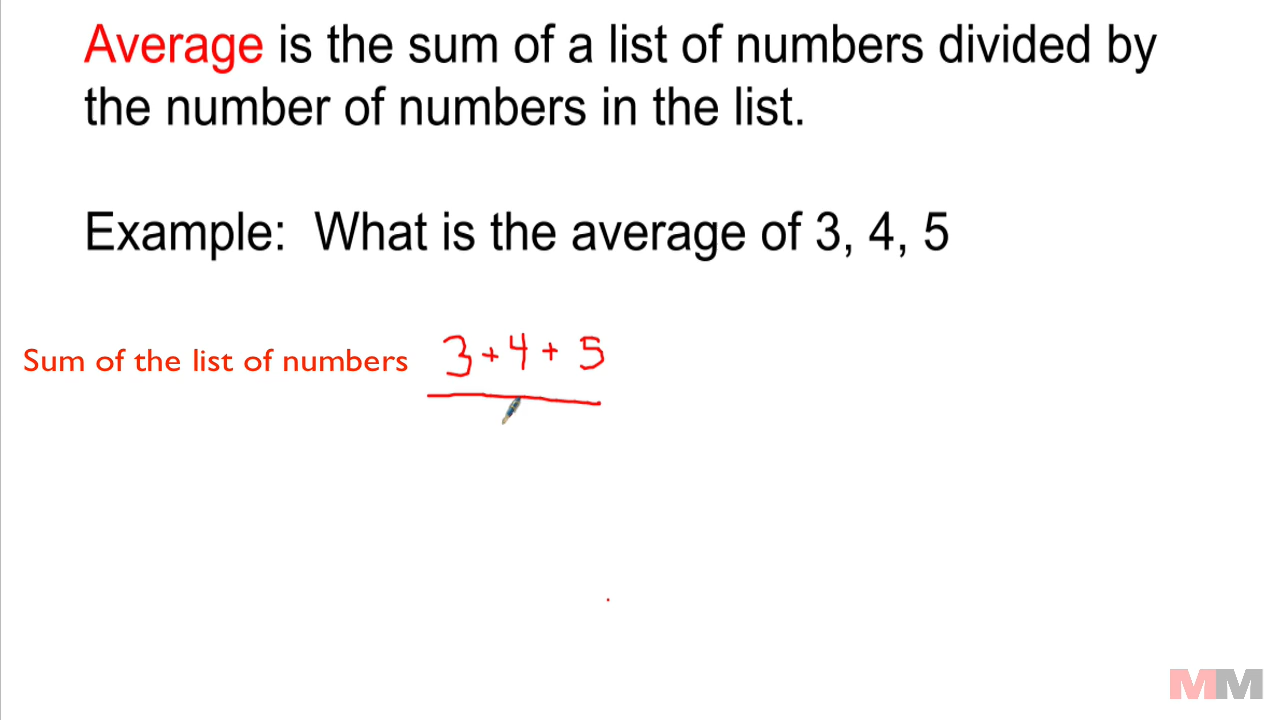 Average is the sum of a list of numbers divided by
the number of numbers in the list.
Example: What is the average of 3, 4, 5
Sum of the list of numbers 3 + 4 + 5
MM